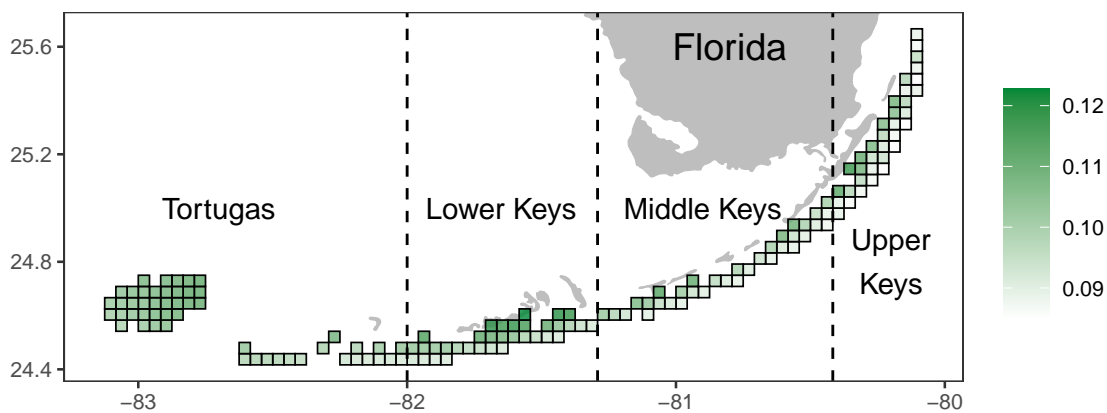 Florida
Tortugas
Lower Keys
Middle Keys
Upper
Keys
25.6
25.2
24.8
24.4
−83
−82
−81
−80
0.12
0.11
0.10
0.09